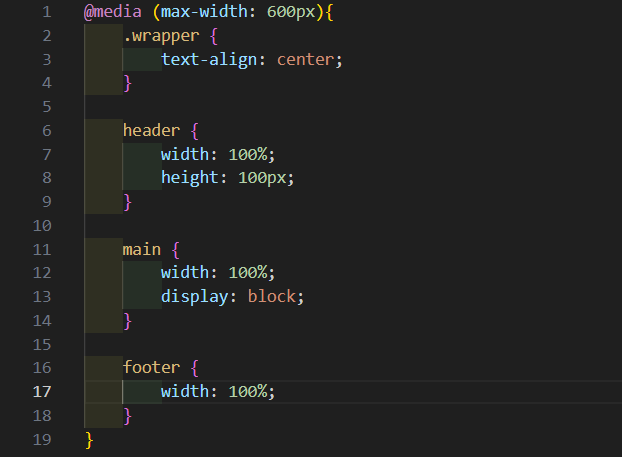 1 @media (max-width: 600px){
2     .wrapper {
3         text-align: center;
4     }
5
6     header {
7         width: 100%;
8         height: 100px;
9     }
10
11     main {
12         width: 100%;
13         display: block;
14     }
15
16     footer {
17         width: 100%;
18     }
19 }